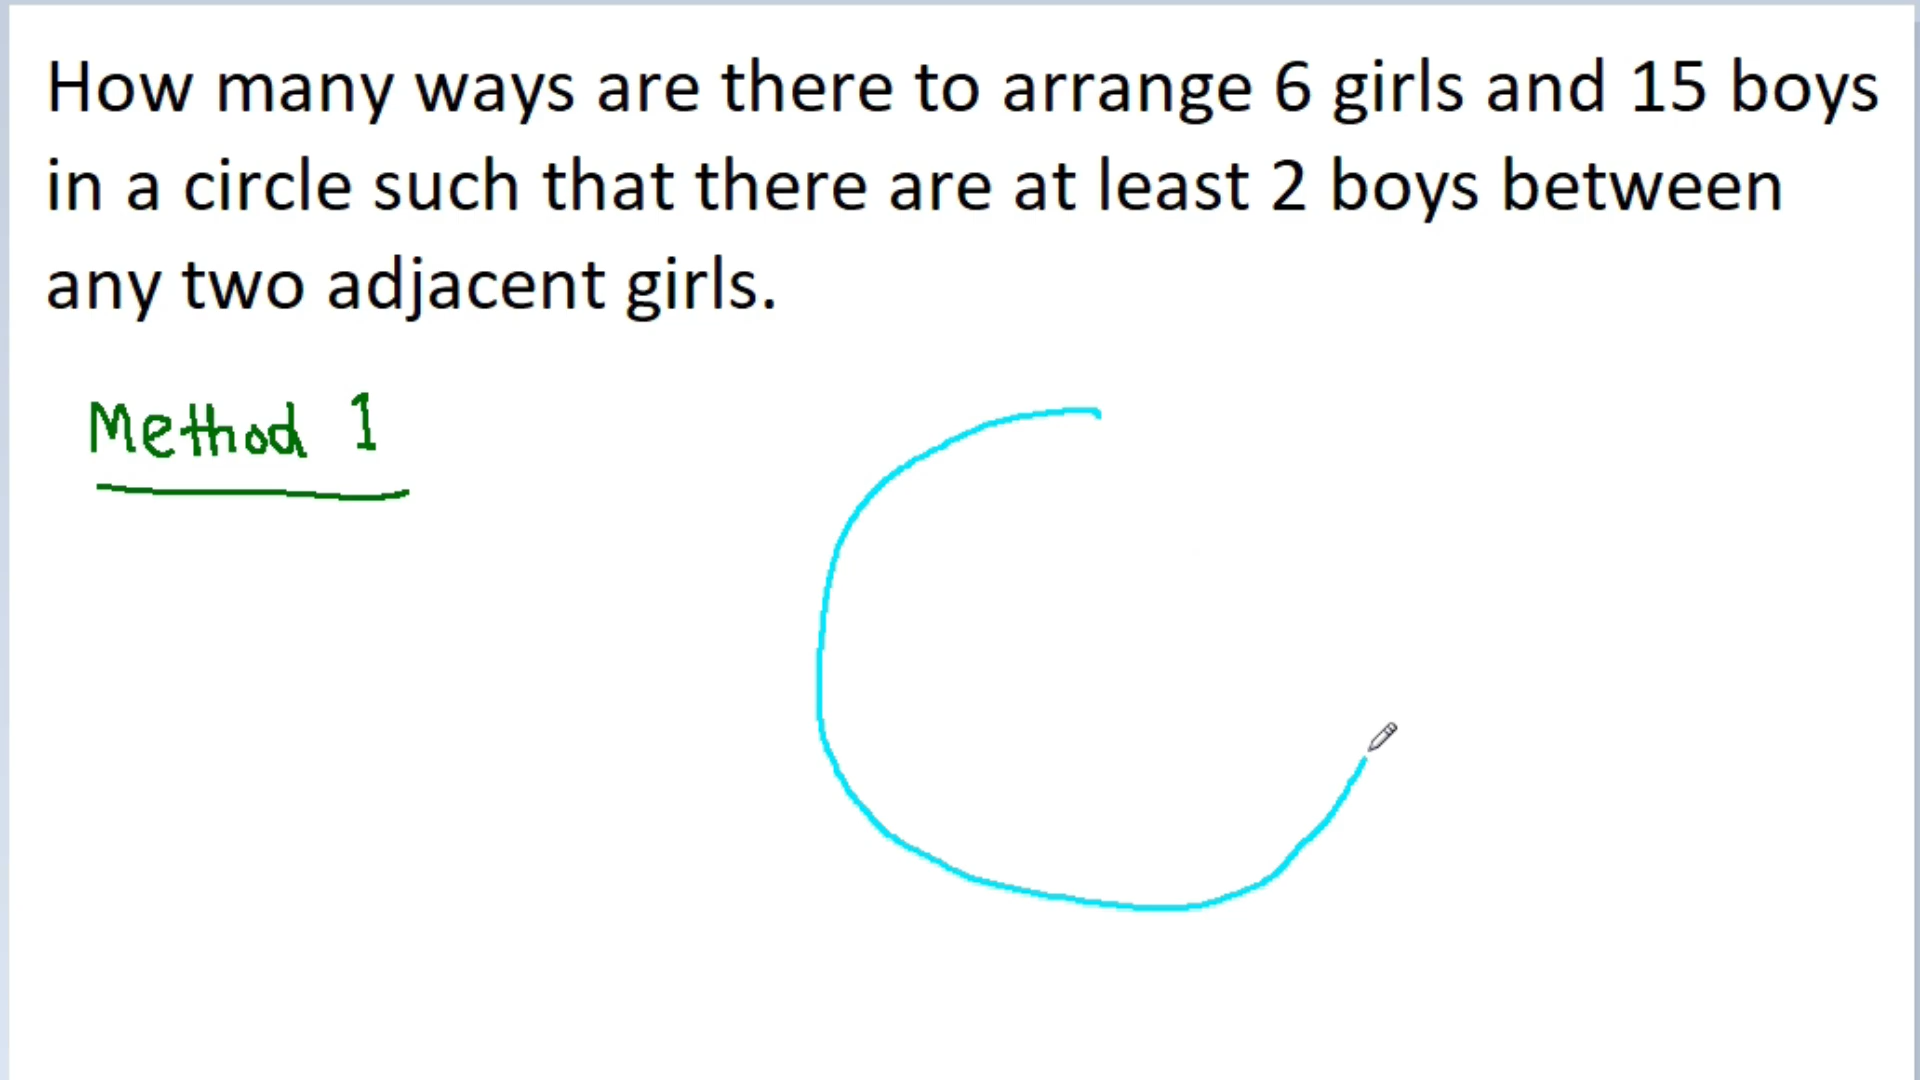 How many ways are there to arrange 6 girls and 15 boys
in a circle such that there are at least 2 boys between
any two adjacent girls.
Method 1